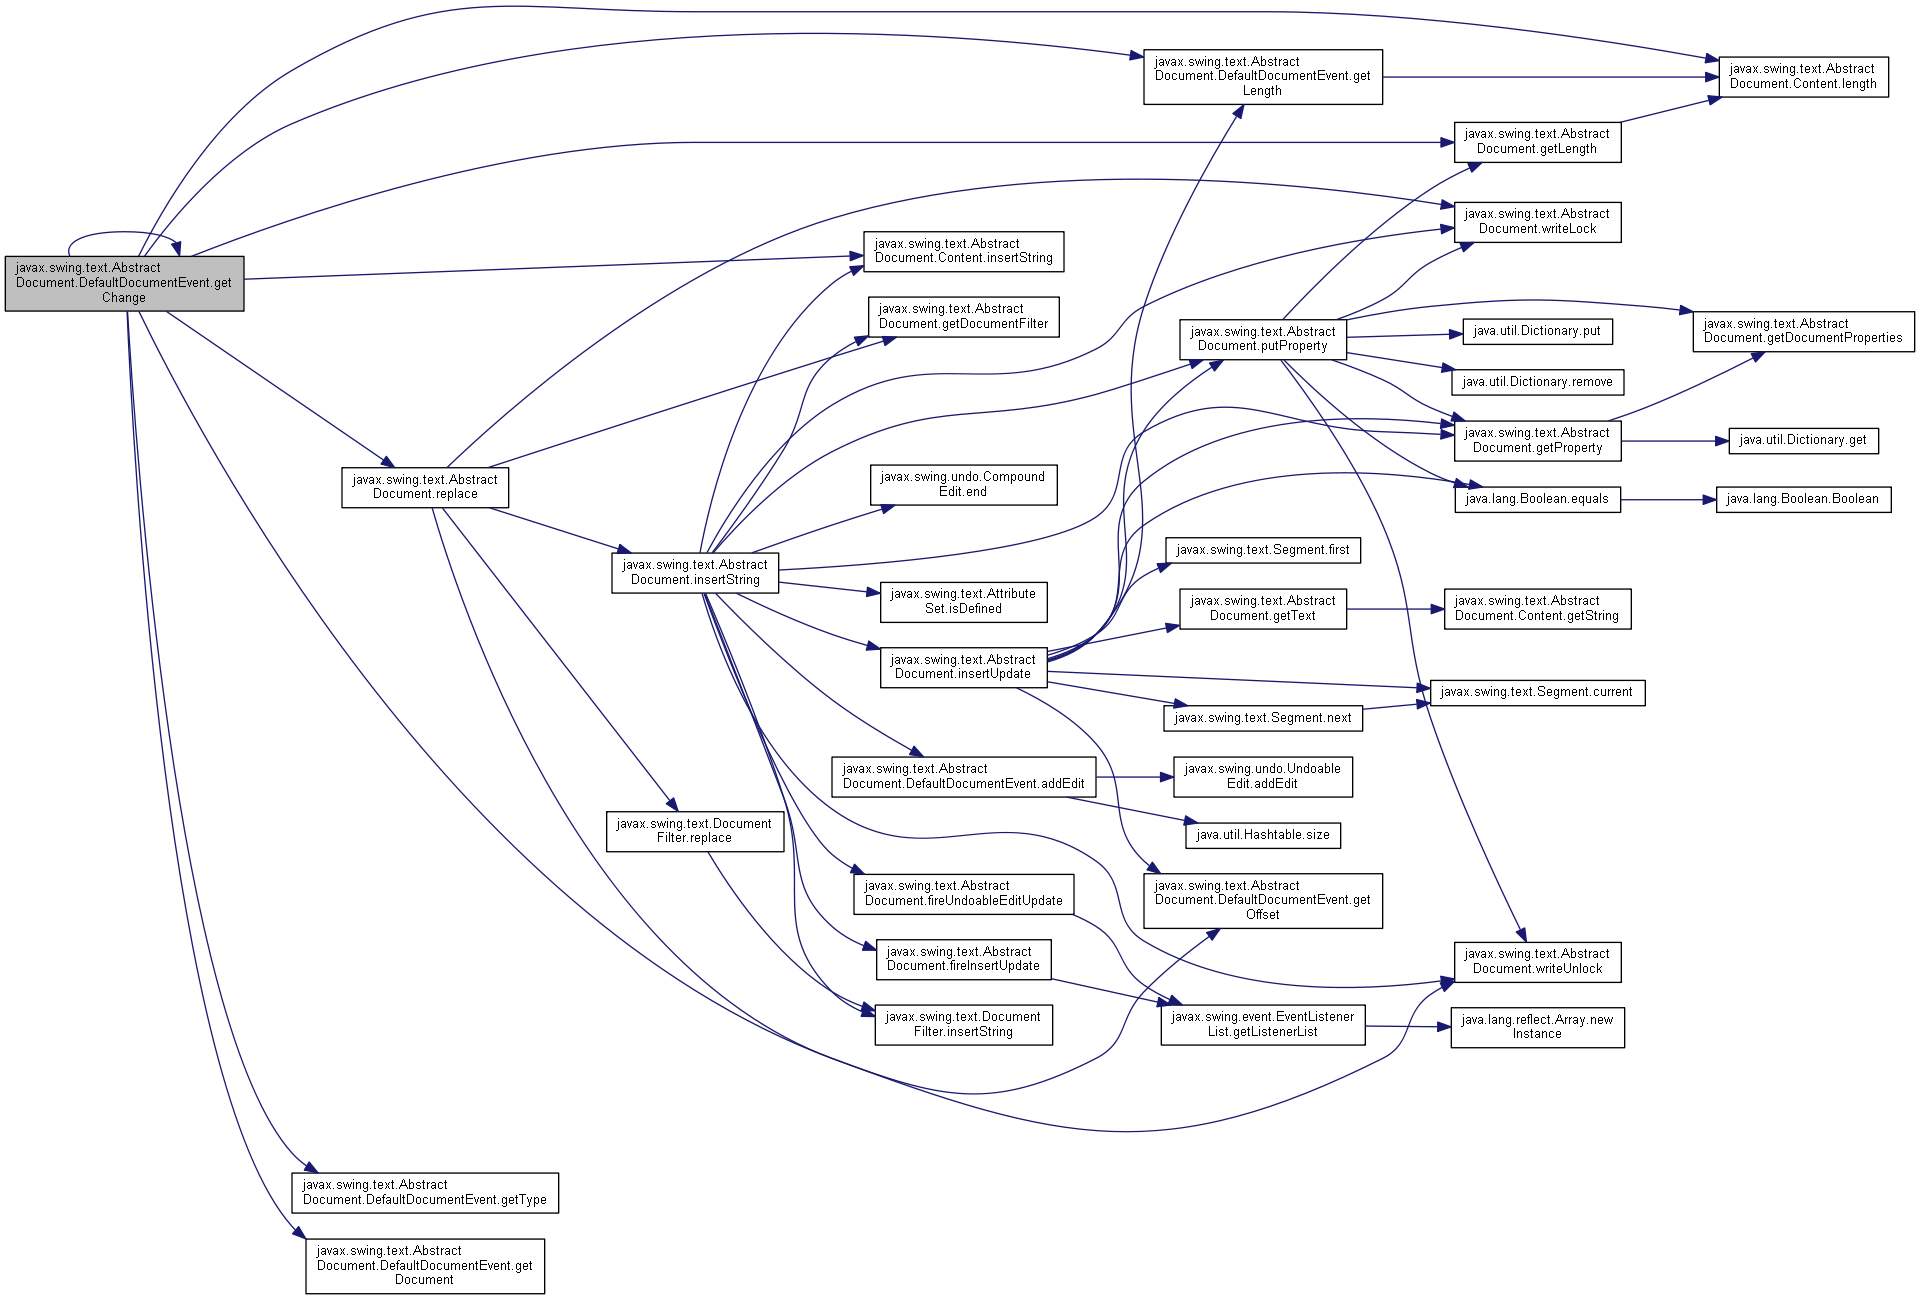 javax.swing.text.Abstract
Document.DefaultDocumentEvent.get
Change
javax.swing.text.Abstract
Document.replace
javax.swing.text.Abstract
Document.DefaultDocumentEvent.getType
javax.swing.text.Abstract
Document.DefaultDocumentEvent.get
Document
javax.swing.text.Abstract
Document.insertString
javax.swing.text.Document
Filter.replace
javax.swing.text.Abstract
Document.Content.insertString
javax.swing.text.Abstract
Document.getDocumentFilter
javax.swing.undo.Compound
Edit.end
javax.swing.text.Attribute
Set.isDefined
javax.swing.text.Abstract
Document.insertUpdate
javax.swing.text.Abstract
Document.DefaultDocumentEvent.addEdit
javax.swing.text.Abstract
Document.fireUndoableEditUpdate
javax.swing.text.Abstract
Document.fireInsertUpdate
javax.swing.text.Document
Filter.insertString
javax.swing.text.Abstract
Document.DefaultDocumentEvent.get
Length
javax.swing.text.Abstract
Document.putProperty
javax.swing.text.Segment.first
javax.swing.text.Abstract
Document.getText
javax.swing.text.Segment.next
javax.swing.undo.Undoable
Edit.addEdit
java.util.Hashtable.size
javax.swing.text.Abstract
Document.DefaultDocumentEvent.get
Offset
javax.swing.event.EventListener
List.getListenerList
javax.swing.text.Abstract
Document.getLength
javax.swing.text.Abstract
Document.writeLock
java.util.Dictionary.put
java.util.Dictionary.remove
javax.swing.text.Abstract
Document.getProperty
java.lang.Boolean.equals
javax.swing.text.Abstract
Document.Content.getString
javax.swing.text.Segment.current
javax.swing.text.Abstract
Document.writeUnlock
java.lang.reflect.Array.new
Instance
javax.swing.text.Abstract
Document.Content.length
javax.swing.text.Abstract
Document.getDocumentProperties
java.util.Dictionary.get
java.lang.Boolean.Boolean